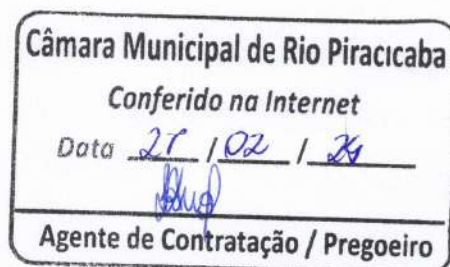 Câmara Municipal de Rio Piracicaba
Conferido na Internet
Data 27 / 02 / 24
Agente de Contratação / Pregoeiro